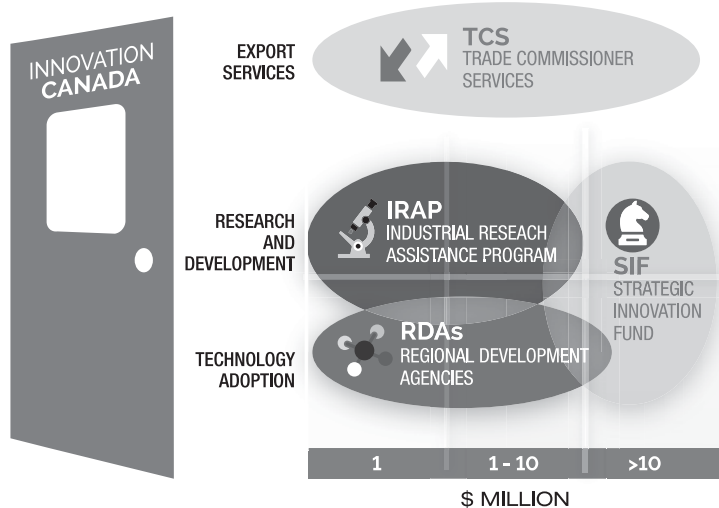 INNOVATION
CANADA
EXPORT
SERVICES
TCS
TRADE COMMISSIONER
SERVICES
RESEARCH
AND
DEVELOPMENT
IRAP
INDUSTRIAL RESEACH
ASSISTANCE PROGRAM
SIF
STRATEGIC
INNOVATION
FUND
TECHNOLOGY
ADOPTION
RDAs
REGIONAL DEVELOPMENT
AGENCIES
1
1 - 10
>10
$ MILLION